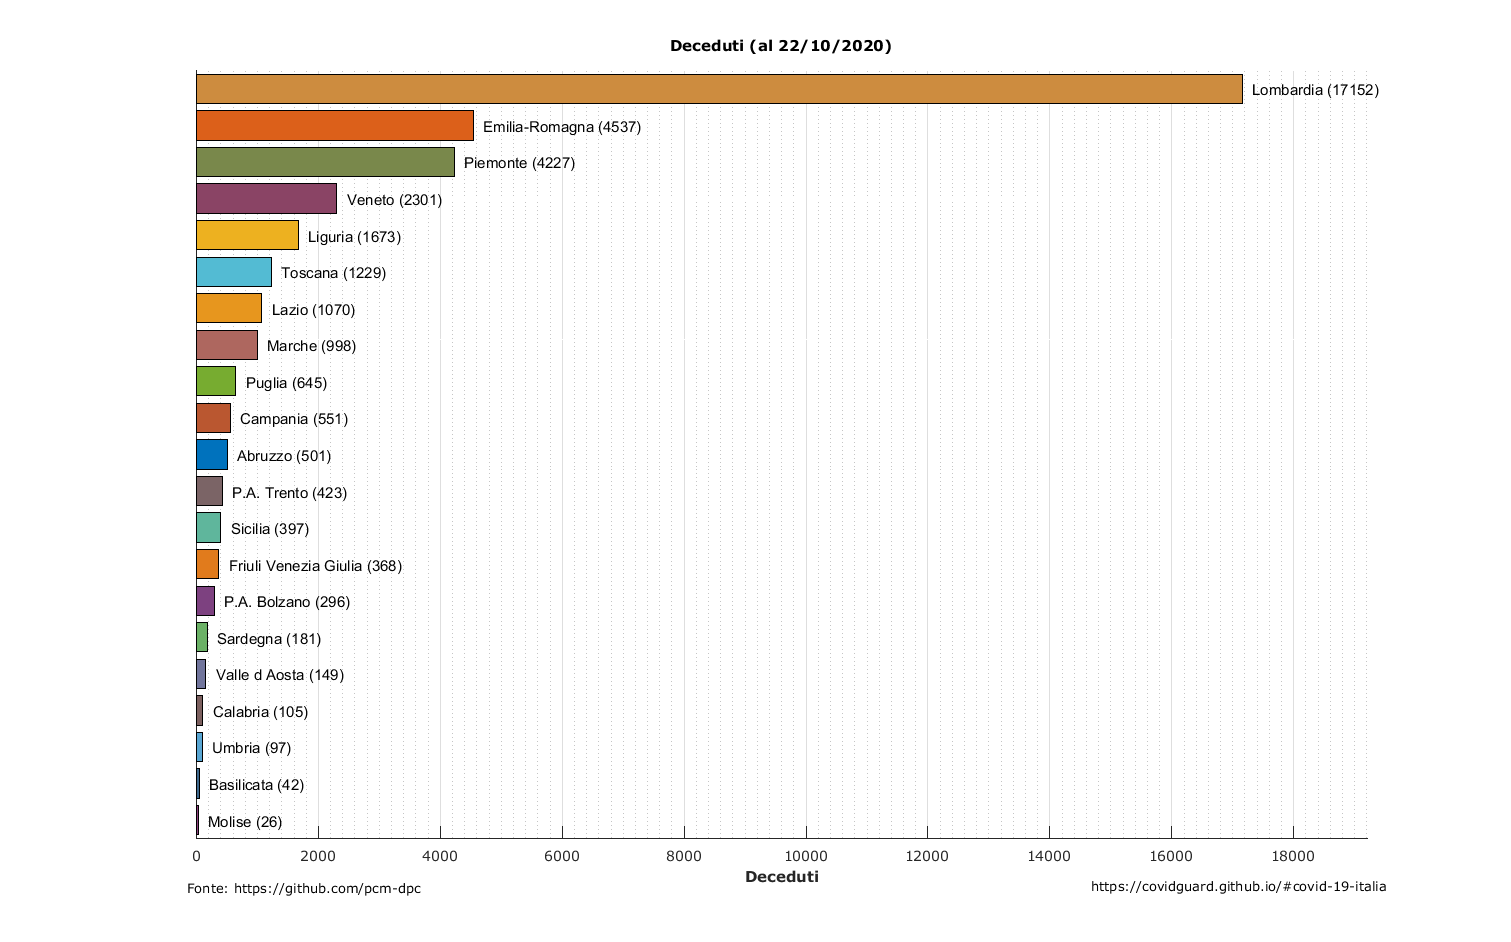 Deceduti (al 22/10/2020)
Lombardia (17152)
Emilia-Romagna (4537)
Piemonte (4227)
Veneto (2301)
Liguria (1673)
Toscana (1229)
Lazio (1070)
Marche (998)
Puglia (645)
Campania (551)
Abruzzo (501)
P.A. Trento (423)
Sicilia (397)
Friuli Venezia Giulia (368)
P.A. Bolzano (296)
Sardegna (181)
Valle d Aosta (149)
Calabria (105)
Umbria (97)
Basilicata (42)
Molise (26)
0 2000 4000 6000 8000 10000 12000 14000 16000 18000
Deceduti
Fonte: https://github.com/pcm-dpc
https://covidguard.github.io/#covid-19-italia